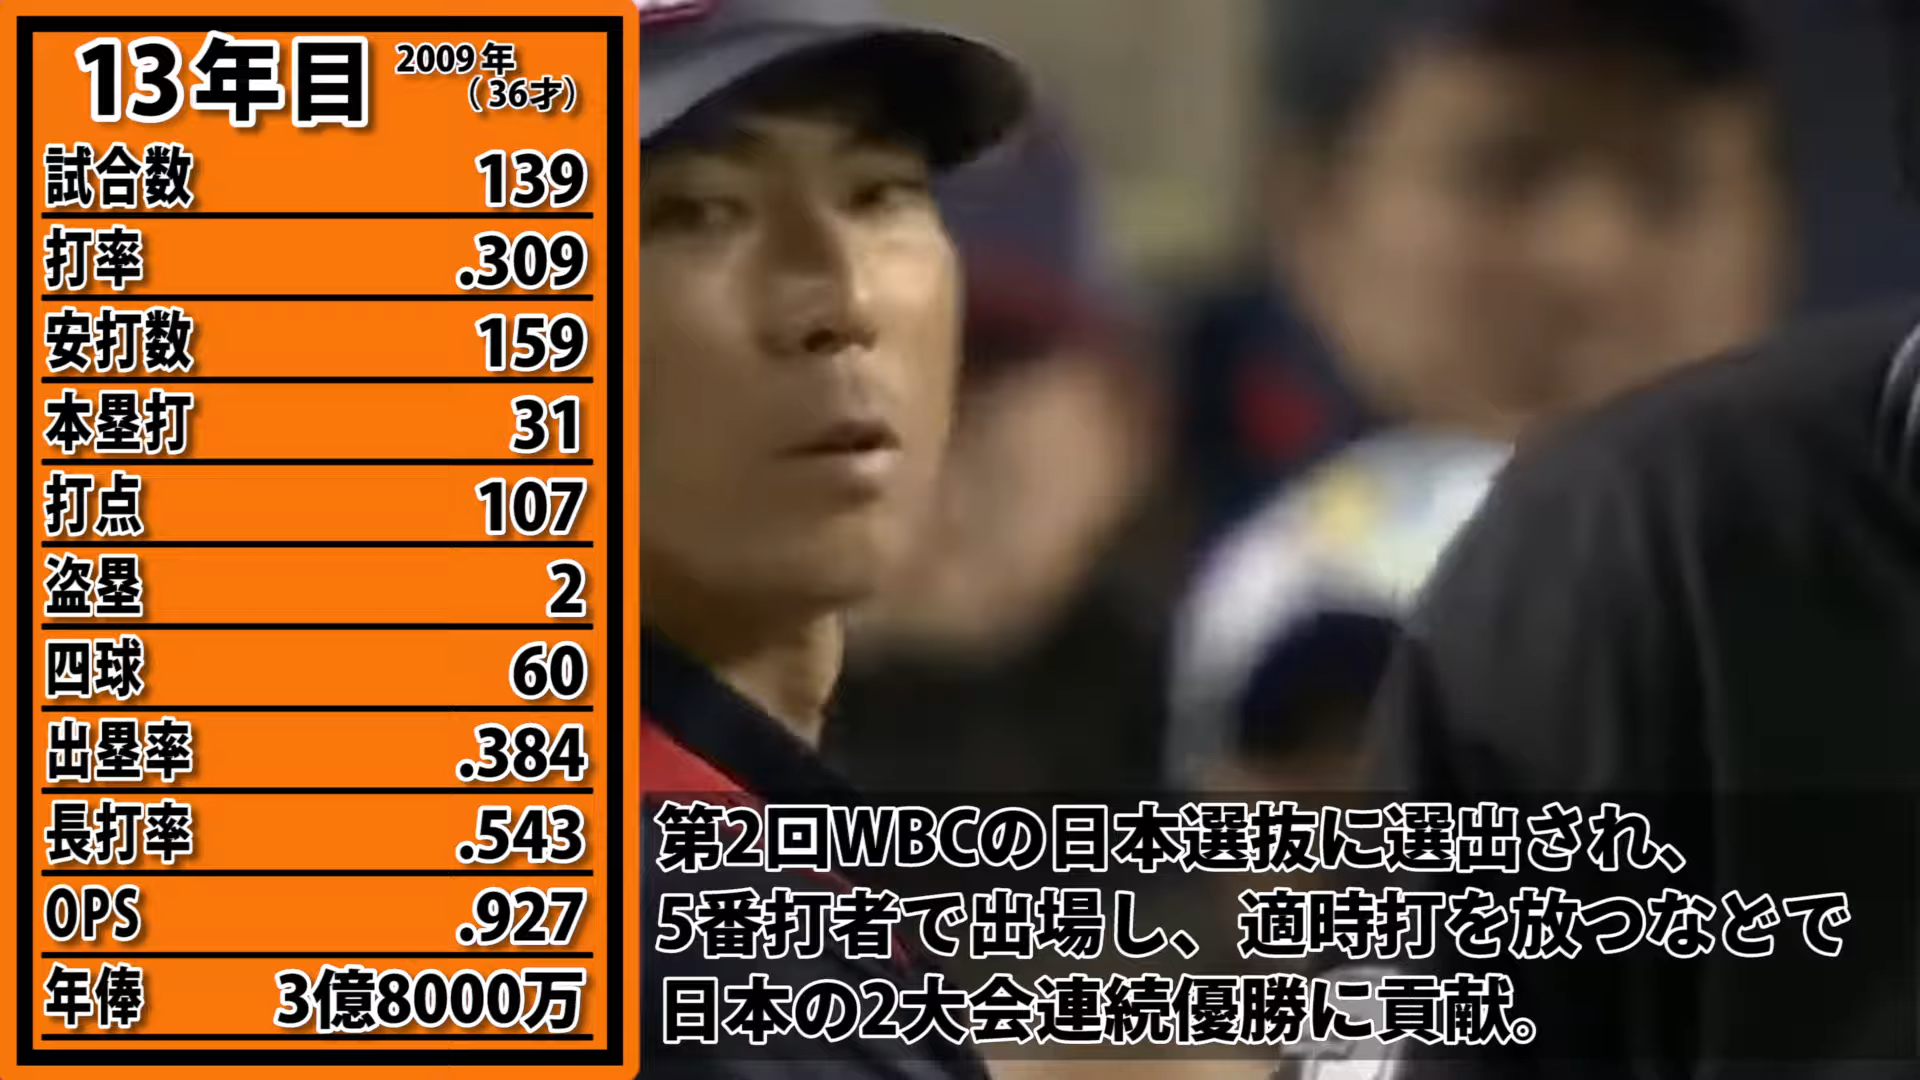 13年目 2009年
(36才)
試合数 139
打率 .309
安打数 159
本塁打 31
打点 107
盗塁 2
四球 60
出塁率 .384
長打率 .543
OPS .927
年俸 3億8000万
第2回WBCの日本選抜に選出され、
5番打者で出場し、適時打を放つなどで
日本の2大会連続優勝に貢献。